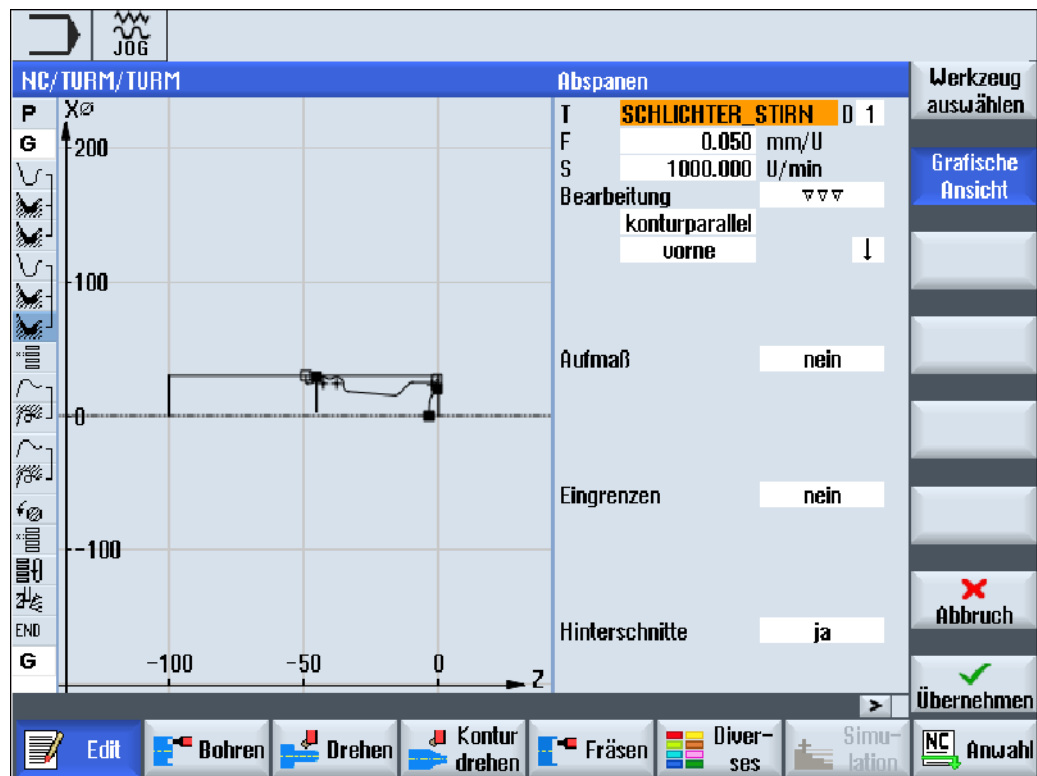 JOG
NC/TURM/TURM
Abspanen
Werkzeug auswählen
P
G
X⌀
200
100
0
-100
-100 -50 0 Z
END
G
T SCHLICHTER_STIRN D 1
F 0.050 mm/U
S 1000.000 U/min
Bearbeitung ▽▽▽
konturparallel
vorne ↓
Aufmaß nein
Eingrenzen nein
Hinterschnitte ja
Grafische Ansicht
Abbruch
Übernehmen
>
Edit
Bohren
Drehen
Kontur drehen
Fräsen
Diver-
ses
Simu-
lation
NC Anwahl